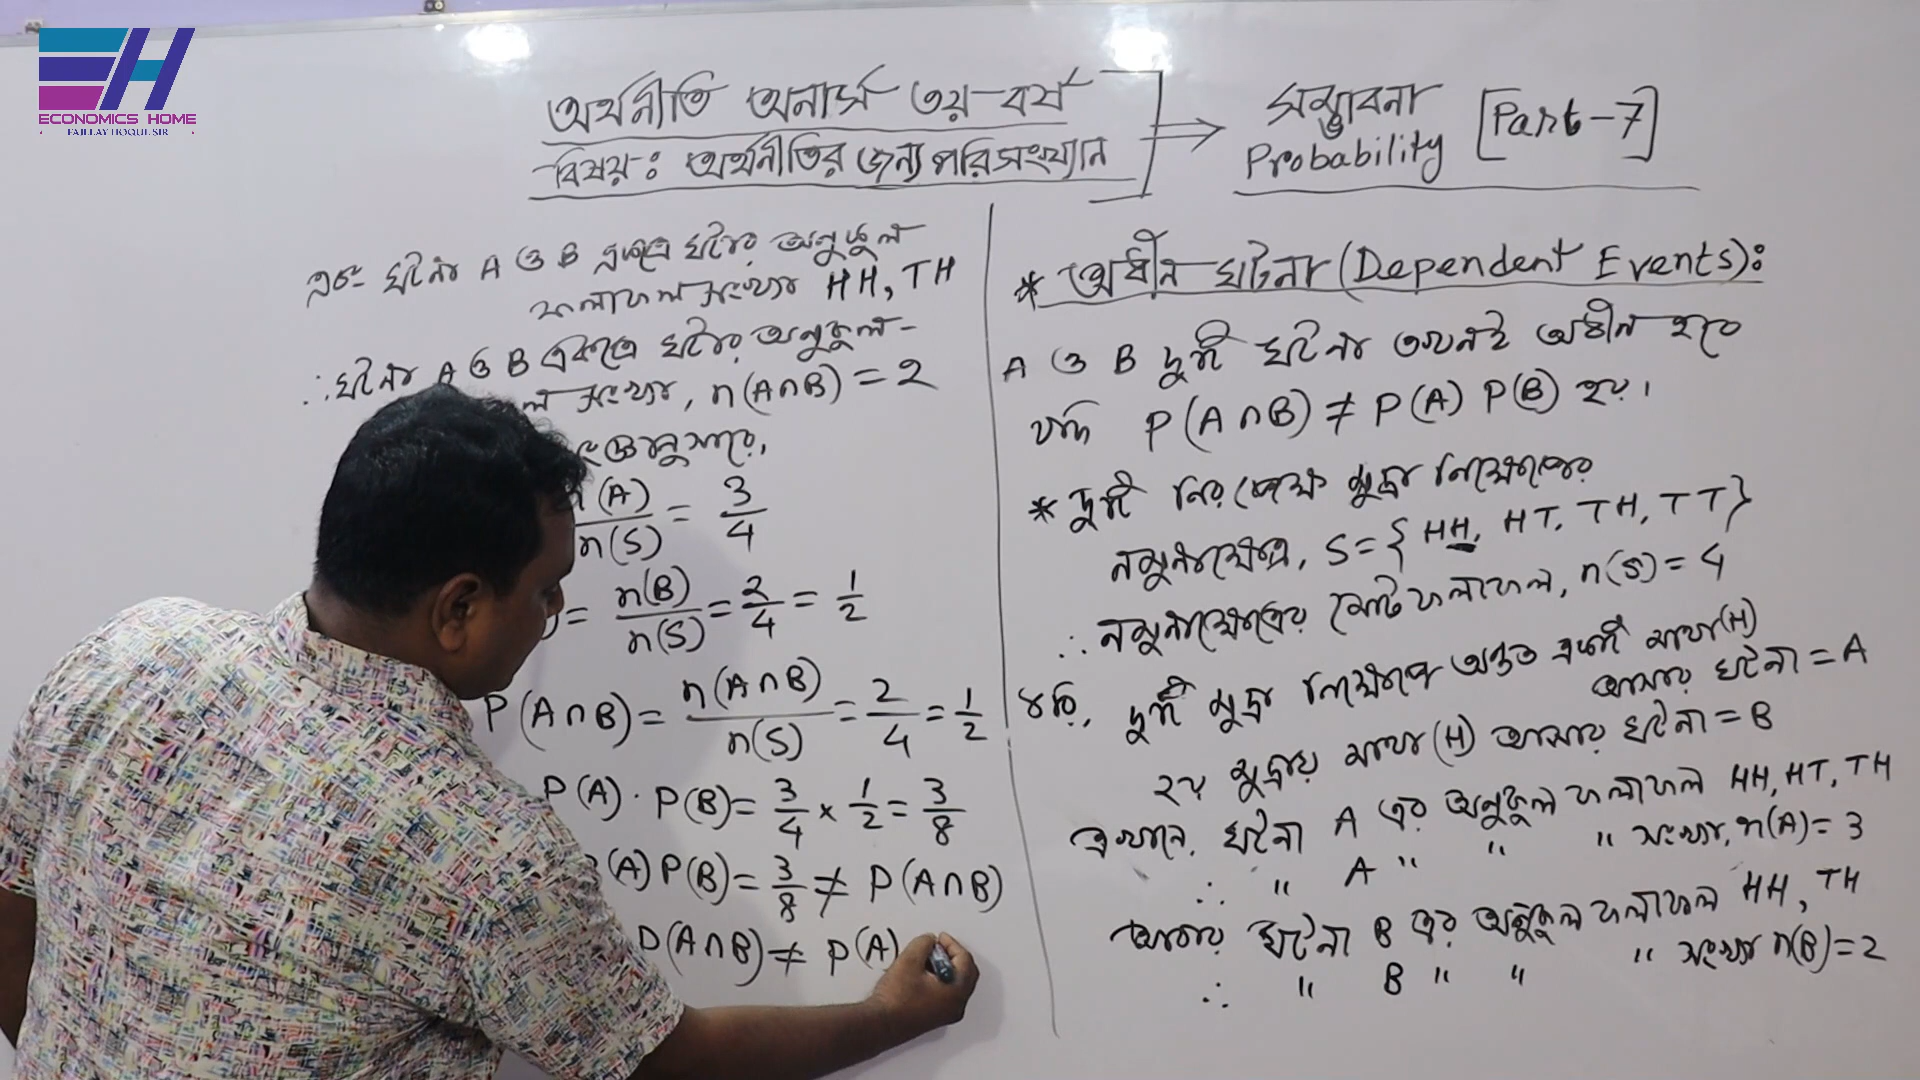 ECONOMICS HOME
FAILLAY HOQUE SIR
অর্থনীতি অনার্স ৩য়-বর্ষ
বিষয়: অর্থনীতির জন্য পরিসংখ্যান
সম্ভাবনা
Probability [Part-7]
এবং ঘটনা A ও B একত্রে ঘটার অনুকূল
ফলাফল সংখ্যা HH, TH
∴ ঘটনা A ও B একত্রে ঘটার অনুকূল-
সংখ্যা, n(A∩B) = 2
(A)/n(S) = 3/4
= n(B)/n(S) = 2/4 = 1/2
P(A∩B) = n(A∩B)/n(S) = 2/4 = 1/2
P(A) · P(B) = 3/4 × 1/2 = 3/8
(A) P(B) = 3/8 ≠ P(A∩B)
P(A∩B) ≠ P(A)
* অধীন ঘটনা (Dependent Events):
A ও B দুটি ঘটনা তখনই অধীন হবে
যদি P(A∩B) ≠ P(A) P(B) হয়।
* দুটি নিরপেক্ষ মুদ্রা নিক্ষেপের
নমুনাক্ষেত্র, S = { HH, HT, TH, TT }
∴ নমুনাক্ষেত্রের মোট ফলাফল, n(S) = 4
ধরি, দুটি মুদ্রা নিক্ষেপে অন্তত একটি মাথা (H)
আসার ঘটনা = A
২য় মুদ্রায় মাথা (H) আসার ঘটনা = B
এখানে, ঘটনা A এর অনুকূল ফলাফল HH, HT, TH
∴ " A " " " সংখ্যা, n(A) = 3
আবার ঘটনা B এর অনুকূল ফলাফল HH, TH
∴ " B " " " সংখ্যা n(B) = 2